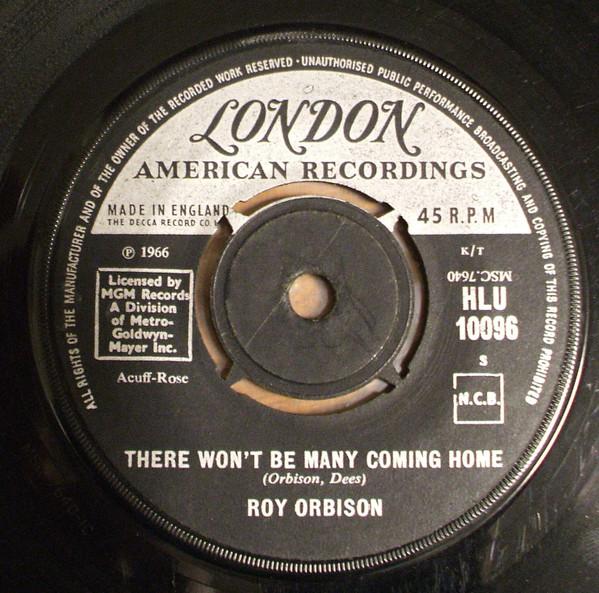 ALL RIGHTS OF THE MANUFACTURER AND OF THE OWNER OF THE RECORDED WORK RESERVED · UNAUTHORISED PUBLIC PERFORMANCE BROADCASTING AND COPYING OF THIS RECORD PROHIBITED
LONDON
AMERICAN RECORDINGS
MADE IN ENGLAND
THE DECCA RECORD CO.
45 R.P.M
Ⓟ 1966
K/T
Licensed by
MGM Records
A Division
of Metro-
Goldwyn-
Mayer Inc.
MSC.7640
HLU
10096
S
Acuff-Rose
N.C.B.
THERE WON'T BE MANY COMING HOME
(Orbison, Dees)
ROY ORBISON